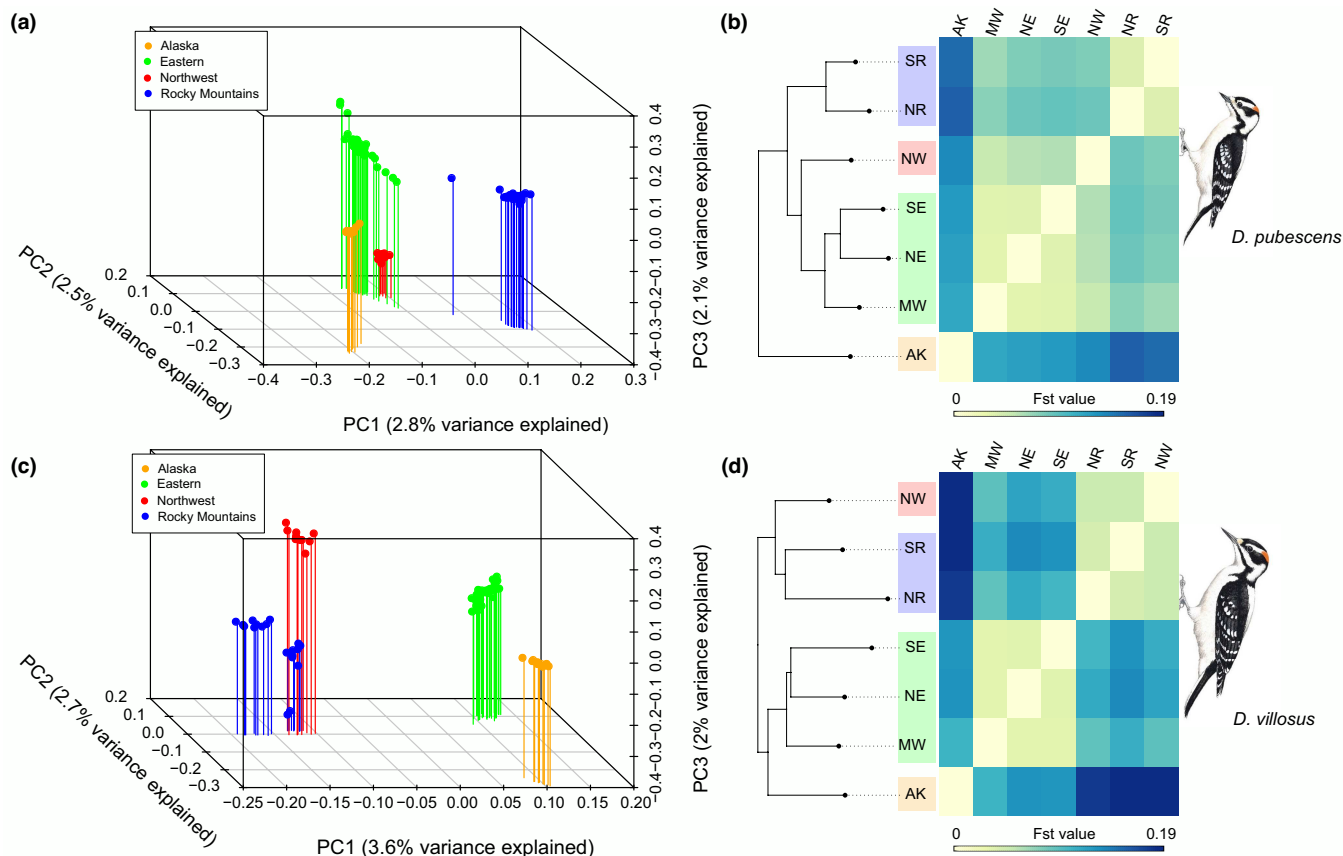 (a)
Alaska
Eastern
Northwest
Rocky Mountains
0.4
0.3
0.2
0.1
0.0
−0.1
−0.2
−0.3
−0.4
PC3 (2.1% variance explained)
0.2
0.1
0.0
−0.1
−0.2
−0.3
PC2 (2.5% variance explained)
−0.4 −0.3 −0.2 −0.1 0.0 0.1 0.2 0.3
PC1 (2.8% variance explained)
(b)
AK MW NE SE NW NR SR
SR
NR
NW
SE
NE
MW
AK
D. pubescens
0 Fst value 0.19
(c)
Alaska
Eastern
Northwest
Rocky Mountains
0.4
0.3
0.2
0.1
0.0
−0.1
−0.2
−0.3
−0.4
PC3 (2% variance explained)
0.2
0.1
0.0
−0.1
−0.2
−0.3
PC2 (2.7% variance explained)
−0.25 −0.20 −0.15 −0.10 −0.05 0.00 0.05 0.10 0.15 0.20
PC1 (3.6% variance explained)
(d)
AK MW NE SE NR SR NW
NW
SR
NR
SE
NE
MW
AK
D. villosus
0 Fst value 0.19